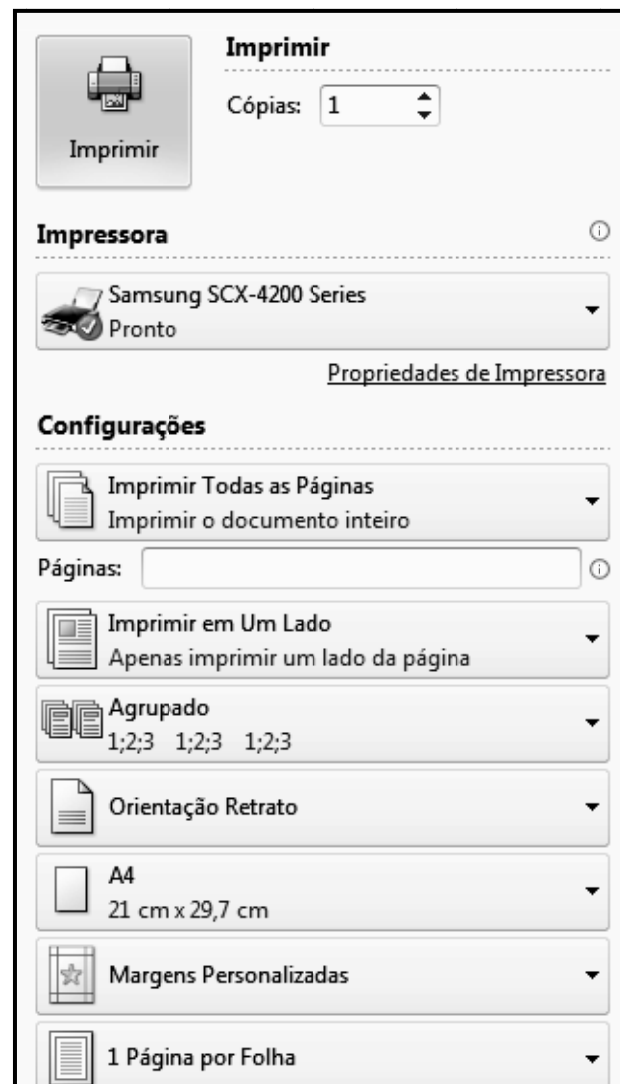 Imprimir
Cópias: 1
Imprimir
Impressora
Samsung SCX-4200 Series
Pronto
Propriedades de Impressora
Configurações
Imprimir Todas as Páginas
Imprimir o documento inteiro
Páginas:
Imprimir em Um Lado
Apenas imprimir um lado da página
Agrupado
1;2;3 1;2;3 1;2;3
Orientação Retrato
A4
21 cm x 29,7 cm
Margens Personalizadas
1 Página por Folha